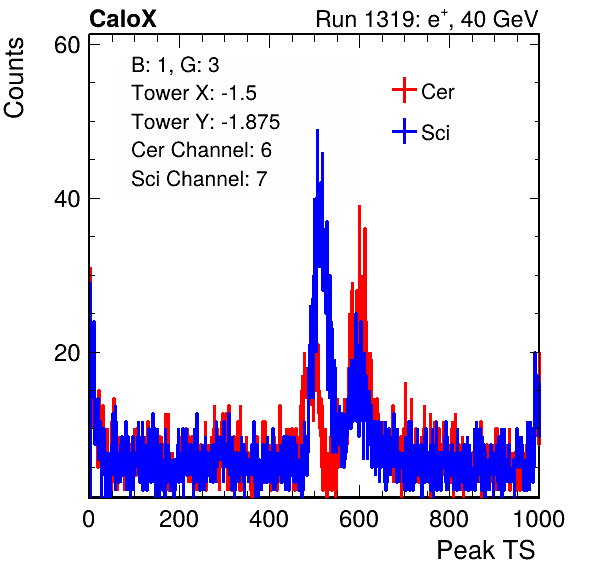 CaloX Run 1319: e⁺, 40 GeV
Counts
60
40
20
B: 1, G: 3
Tower X: -1.5
Tower Y: -1.875
Cer Channel: 6
Sci Channel: 7
Cer
Sci
0 200 400 600 800 1000
Peak TS